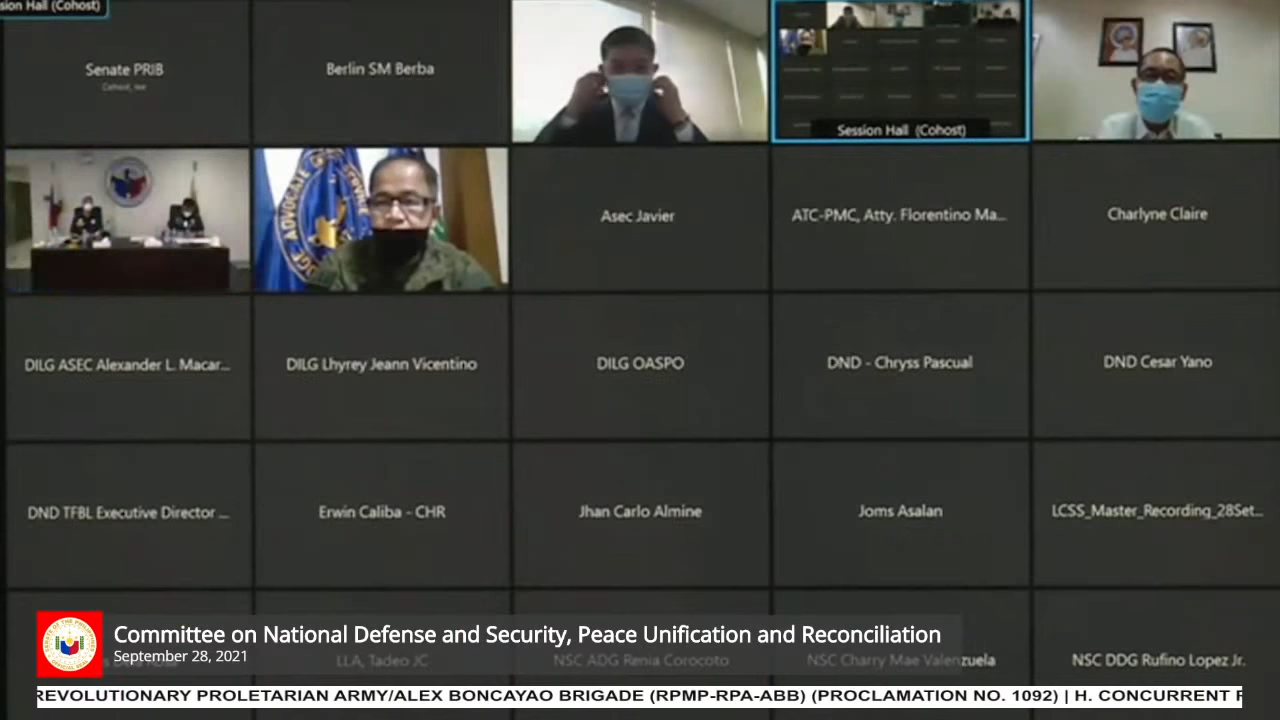 sion Hall (Cohost)
Senate PRIB
Cohost, me
Berlin SM Berba
Session Hall (Cohost)
ADVOCATE
Asec Javier
ATC-PMC, Atty. Florentino Ma...
Charlyne Claire
DILG ASEC Alexander L. Macar...
DILG Lhyrey Jeann Vicentino
DILG OASPO
DND - Chryss Pascual
DND Cesar Yano
DND TFBL Executive Director ...
Erwin Caliba - CHR
Jhan Carlo Almine
Joms Asalan
LCSS_Master_Recording_28Set...
LLA, Tadeo JC
NSC ADG Renia Corocoto
NSC Charry Mae Valenzuela
NSC DDG Rufino Lopez Jr.
Committee on National Defense and Security, Peace Unification and Reconciliation
September 28, 2021
REVOLUTIONARY PROLETARIAN ARMY/ALEX BONCAYAO BRIGADE (RPMP-RPA-ABB) (PROCLAMATION NO. 1092) | H. CONCURRENT